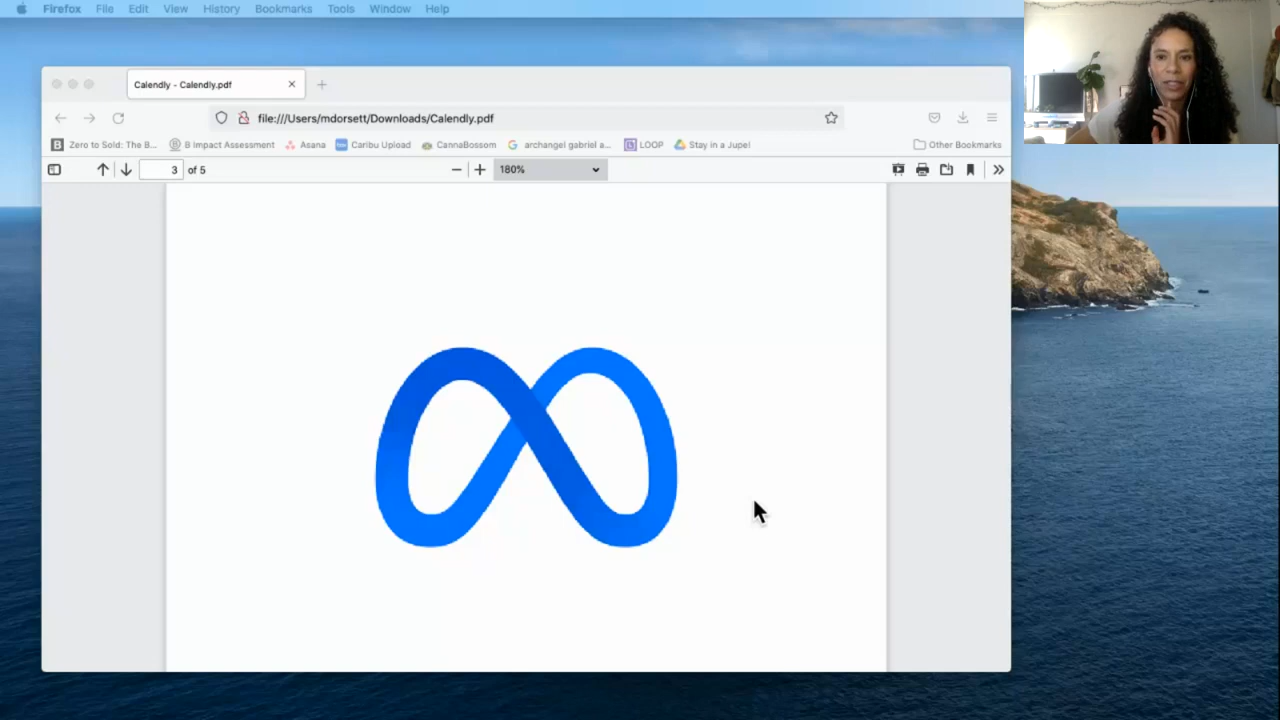 Firefox File Edit View History Bookmarks Tools Window Help
Calendly - Calendly.pdf
file:///Users/mdorsett/Downloads/Calendly.pdf
Zero to Sold: The B... B Impact Assessment Asana Caribu Upload CannaBossom archangel gabriel a... LOOP Stay in a Jupe! Other Bookmarks
3 of 5 180%